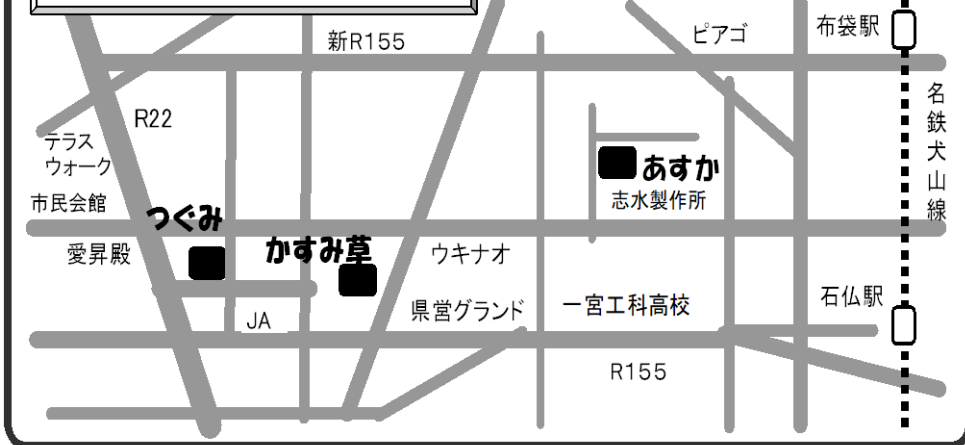 新R155
ピアゴ
布袋駅
R22
テラス
ウォーク
名鉄犬山線
あすか
志水製作所
市民会館
つぐみ
愛昇殿
かすみ草
ウキナオ
石仏駅
県営グランド
一宮工科高校
JA
R155